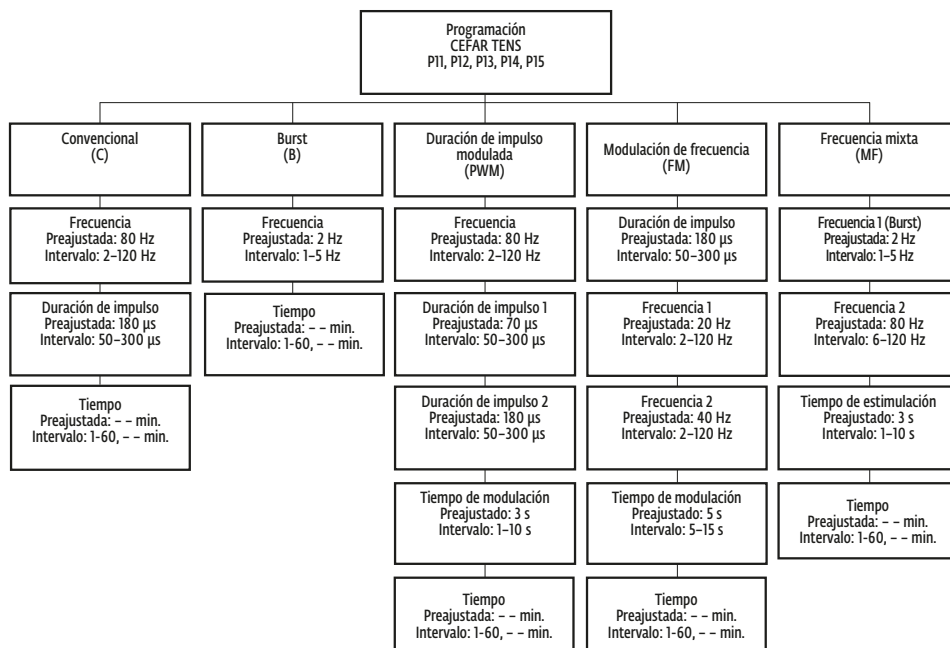 Programación
CEFAR TENS
P11, P12, P13, P14, P15
Convencional
(C)
Frecuencia
Preajustada: 80 Hz
Intervalo: 2–120 Hz
Duración de impulso
Preajustada: 180 µs
Intervalo: 50–300 µs
Tiempo
Preajustada: – – min.
Intervalo: 1-60, – – min.
Burst
(B)
Frecuencia
Preajustada: 2 Hz
Intervalo: 1–5 Hz
Tiempo
Preajustada: – – min.
Intervalo: 1-60, – – min.
Duración de impulso
modulada
(PWM)
Frecuencia
Preajustada: 80 Hz
Intervalo: 2–120 Hz
Duración de impulso 1
Preajustada: 70 µs
Intervalo: 50–300 µs
Duración de impulso 2
Preajustada: 180 µs
Intervalo: 50–300 µs
Tiempo de modulación
Preajustado: 3 s
Intervalo: 1–10 s
Tiempo
Preajustada: – – min.
Intervalo: 1-60, – – min.
Modulación de frecuencia
(FM)
Duración de impulso
Preajustada: 180 µs
Intervalo: 50–300 µs
Frecuencia 1
Preajustada: 20 Hz
Intervalo: 2–120 Hz
Frecuencia 2
Preajustada: 40 Hz
Intervalo: 2–120 Hz
Tiempo de modulación
Preajustado: 5 s
Intervalo: 5–15 s
Tiempo
Preajustada: – – min.
Intervalo: 1-60, – – min.
Frecuencia mixta
(MF)
Frecuencia 1 (Burst)
Preajustada: 2 Hz
Intervalo: 1–5 Hz
Frecuencia 2
Preajustada: 80 Hz
Intervalo: 6–120 Hz
Tiempo de estimulación
Preajustado: 3 s
Intervalo: 1–10 s
Tiempo
Preajustada: – – min.
Intervalo: 1-60, – – min.